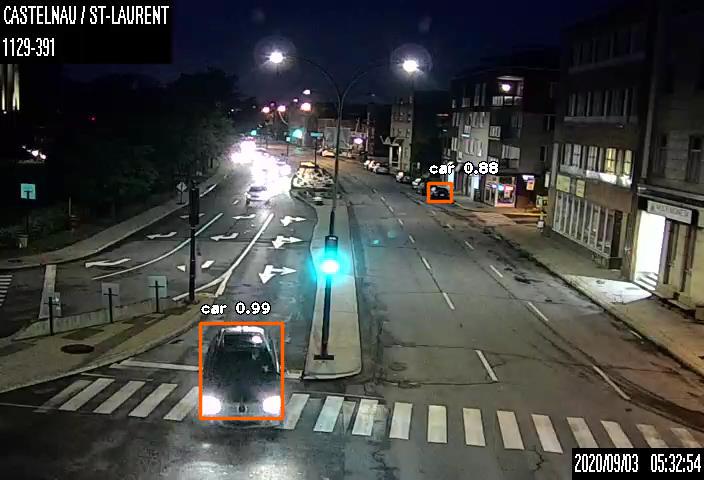 CASTELNAU / ST-LAURENT
1129-391
car 0.88
car 0.99
2020/09/03 05:32:54